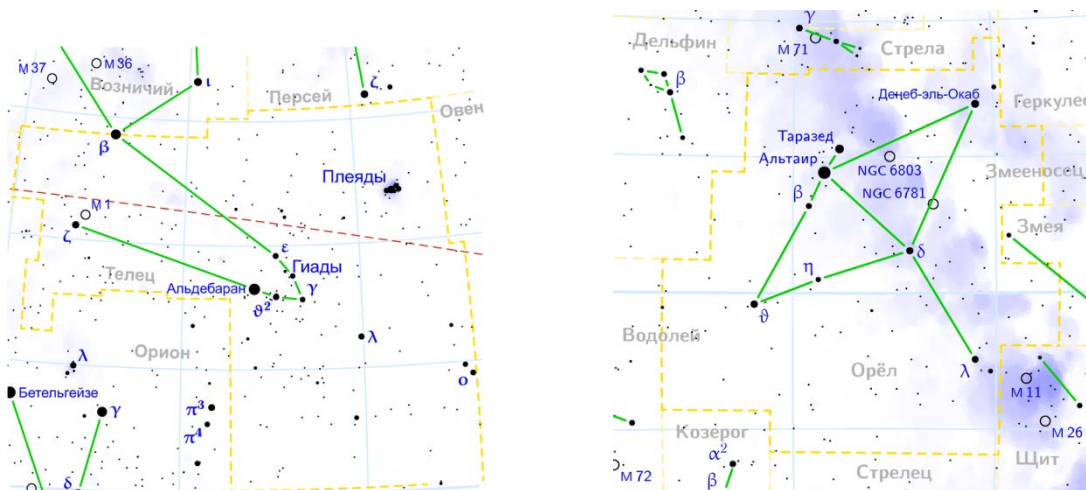 M 37
M 36
Возничий
ι
Персей
ζ
Овен
β
Плеяды
M 1
ζ
ε
Гиады
Телец
Альдебаран
ϑ²
γ
Орион
λ
λ
ο
Бетельгейзе
γ
π³
π⁴
δ
γ
Дельфин
M 71
Стрела
β
Денеб-эль-Окаб
Геркулес
Таразед
Альтаир
NGC 6803
Змееносец
β
NGC 6781
Змея
δ
η
ϑ
Водолей
Орёл
λ
M 11
M 26
Козерог
α²
Щит
M 72
β
Стрелец